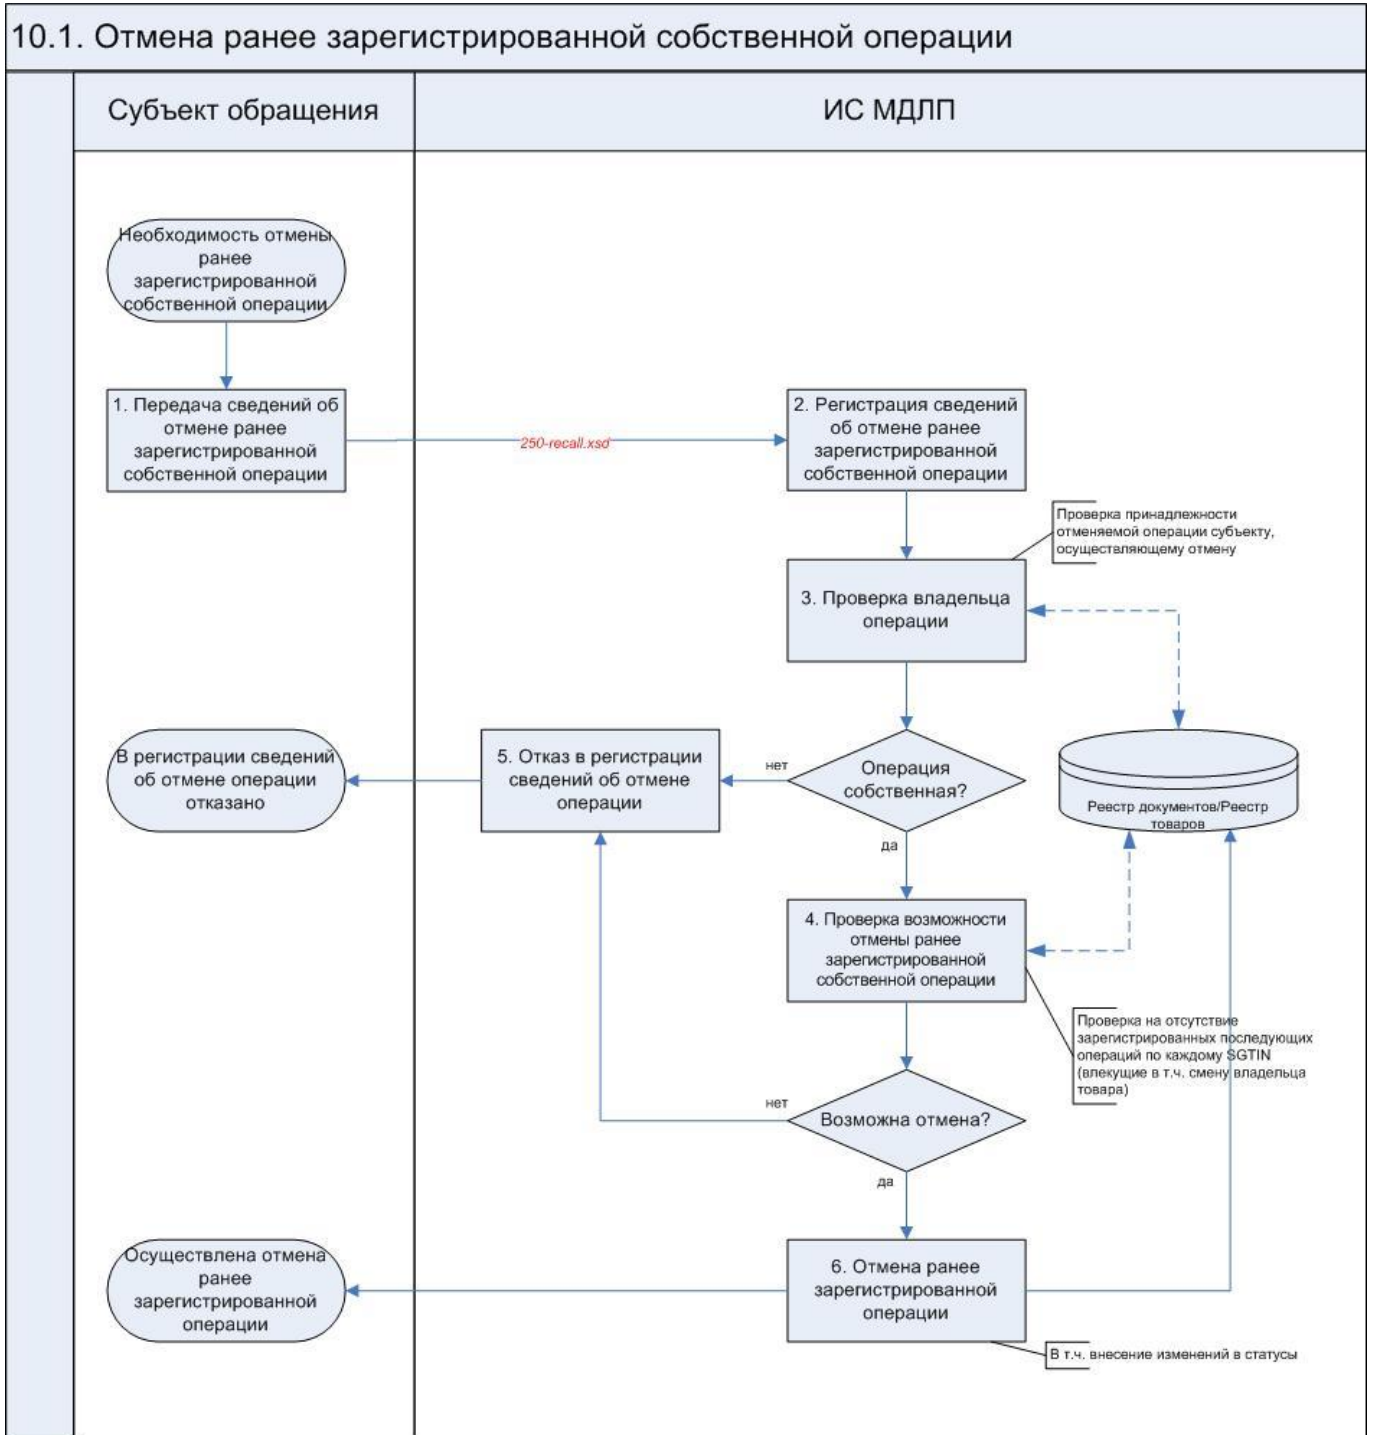 10.1. Отмена ранее зарегистрированной собственной операции
Субъект обращения
ИС МДЛП
Необходимость отмены
ранее
зарегистрированной
собственной операции
1. Передача сведений об
отмене ранее
зарегистрированной
собственной операции
250-recall.xsd
2. Регистрация сведений
об отмене ранее
зарегистрированной
собственной операции
Проверка принадлежности
отменяемой операции субъекту,
осуществляющему отмену
3. Проверка владельца
операции
В регистрации сведений
об отмене операции
отказано
5. Отказ в регистрации
сведений об отмене
операции
нет
Операция
собственная?
Реестр документов/Реестр
товаров
да
4. Проверка возможности
отмены ранее
зарегистрированной
собственной операции
Проверка на отсутствие
зарегистрированных последующих
операций по каждому SGTIN
(влекущие в т.ч. смену владельца
товара)
нет
Возможна отмена?
да
Осуществлена отмена
ранее
зарегистрированной
операции
6. Отмена ранее
зарегистрированной
операции
В т.ч. внесение изменений в статусы